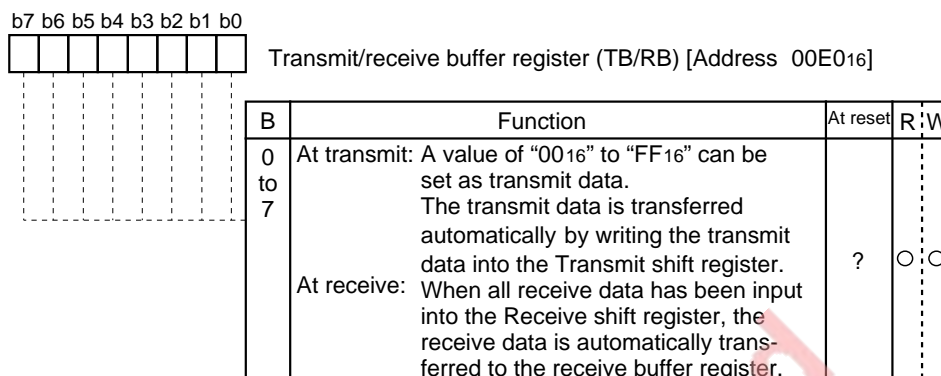 b7 b6 b5 b4 b3 b2 b1 b0
Transmit/receive buffer register (TB/RB) [Address 00E016]
B Function At reset R W
0 to 7
At transmit: A value of “0016” to “FF16” can be
set as transmit data.
The transmit data is transferred
automatically by writing the transmit
data into the Transmit shift register.
? ○ ○
At receive: When all receive data has been input
into the Receive shift register, the
receive data is automatically trans-
ferred to the receive buffer register.